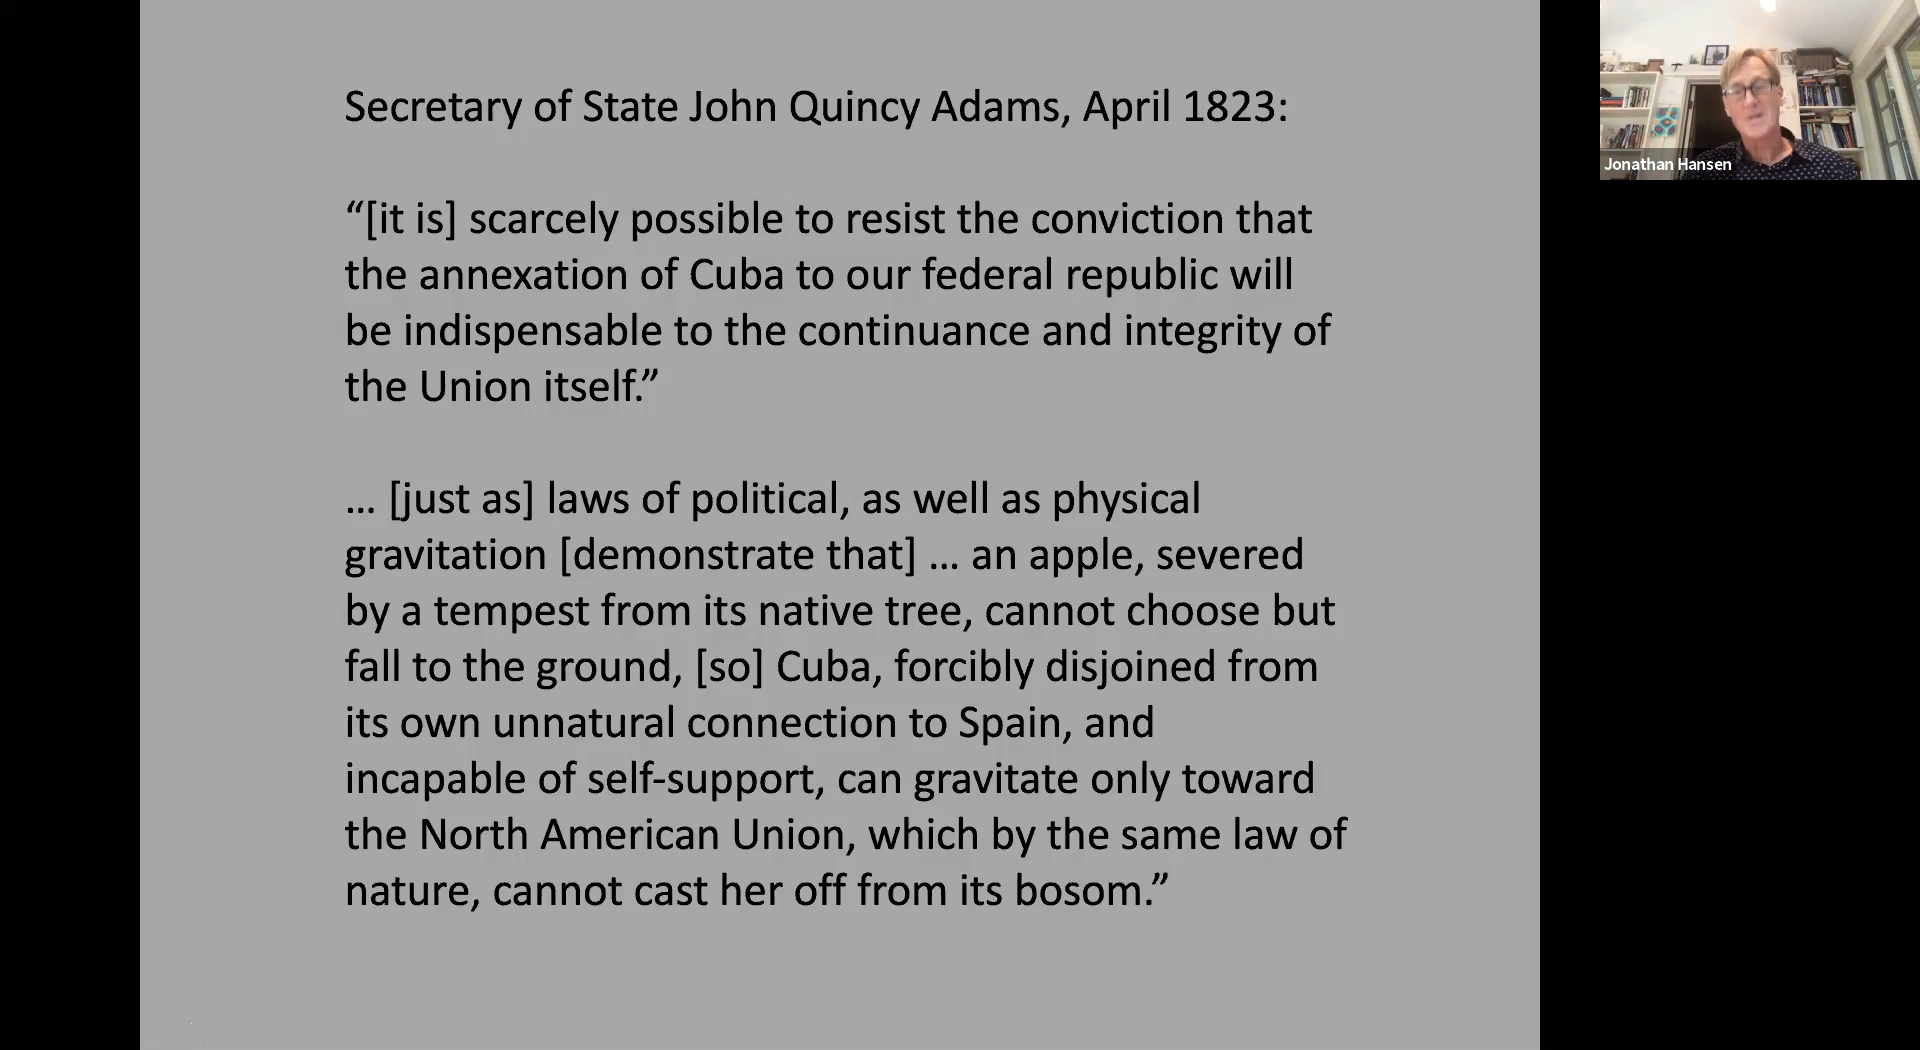 Secretary of State John Quincy Adams, April 1823:
“[it is] scarcely possible to resist the conviction that
the annexation of Cuba to our federal republic will
be indispensable to the continuance and integrity of
the Union itself.”
… [just as] laws of political, as well as physical
gravitation [demonstrate that] … an apple, severed
by a tempest from its native tree, cannot choose but
fall to the ground, [so] Cuba, forcibly disjoined from
its own unnatural connection to Spain, and
incapable of self-support, can gravitate only toward
the North American Union, which by the same law of
nature, cannot cast her off from its bosom.”
Jonathan Hansen